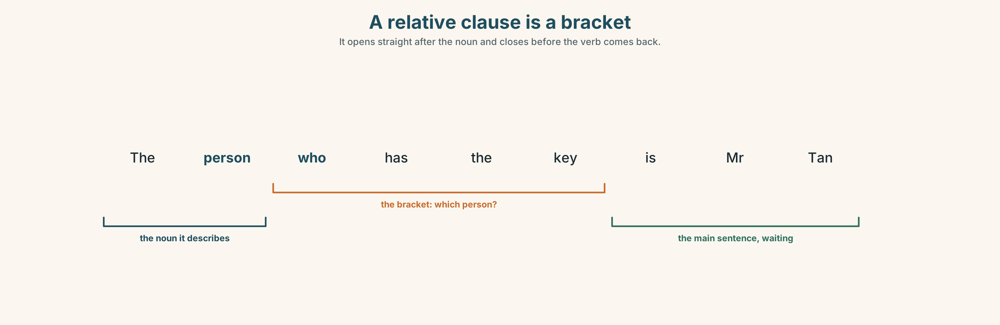 A relative clause is a bracket
It opens straight after the noun and closes before the verb comes back.
The person who has the key is Mr Tan
the bracket: which person?
the noun it describes
the main sentence, waiting